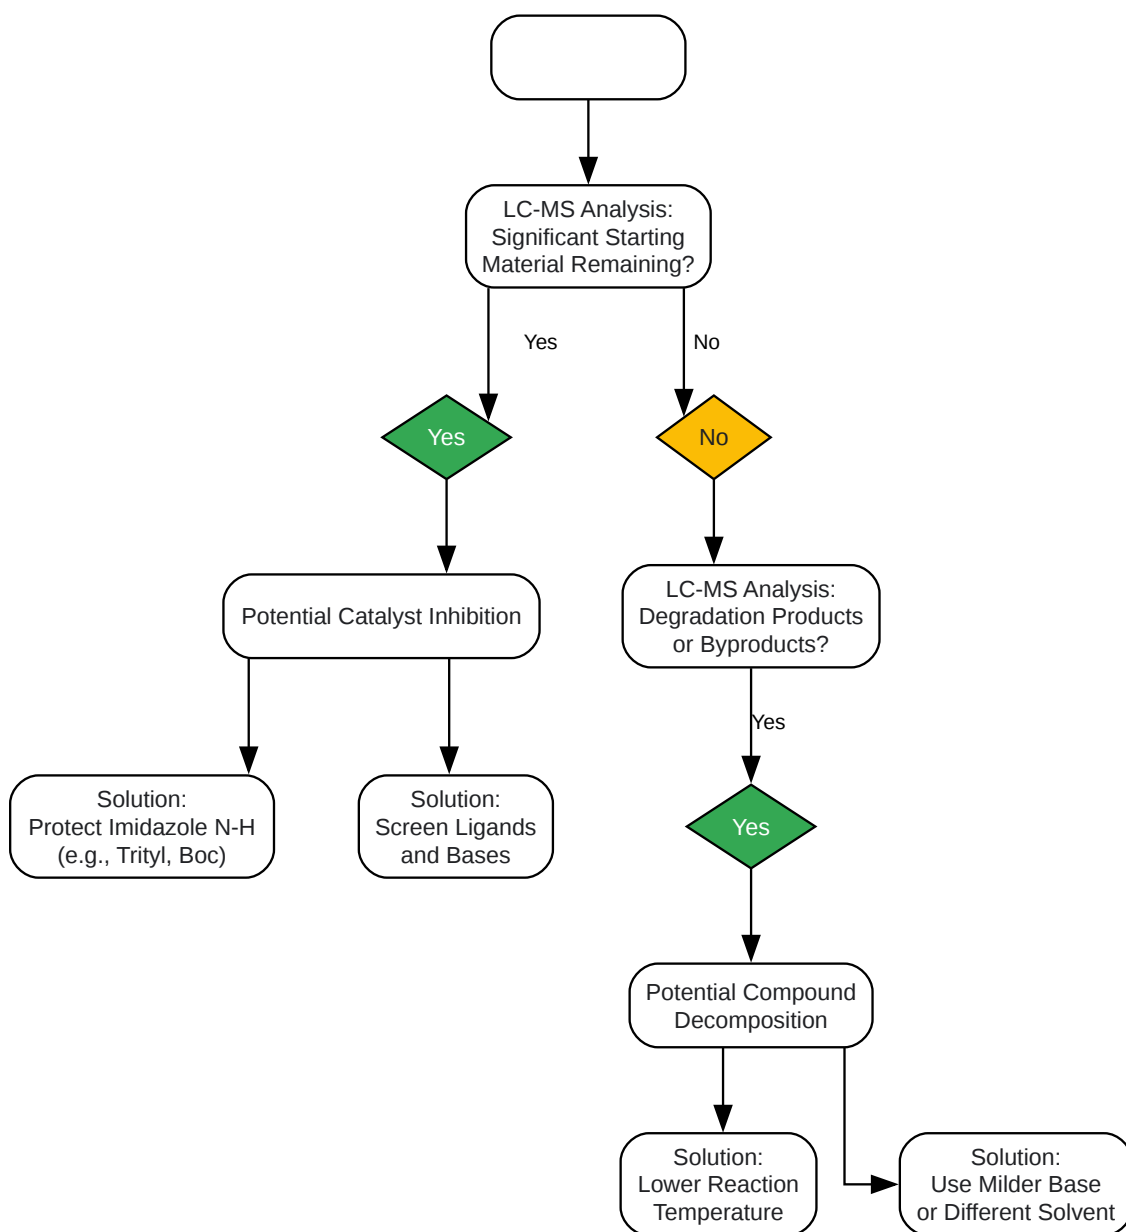 LC-MS Analysis:
Significant Starting
Material Remaining?
Yes
No
Yes
No
Potential Catalyst Inhibition
LC-MS Analysis:
Degradation Products
or Byproducts?
Yes
Solution:
Protect Imidazole N-H
(e.g., Trityl, Boc)
Solution:
Screen Ligands
and Bases
Yes
Potential Compound
Decomposition
Solution:
Lower Reaction
Temperature
Solution:
Use Milder Base
or Different Solvent